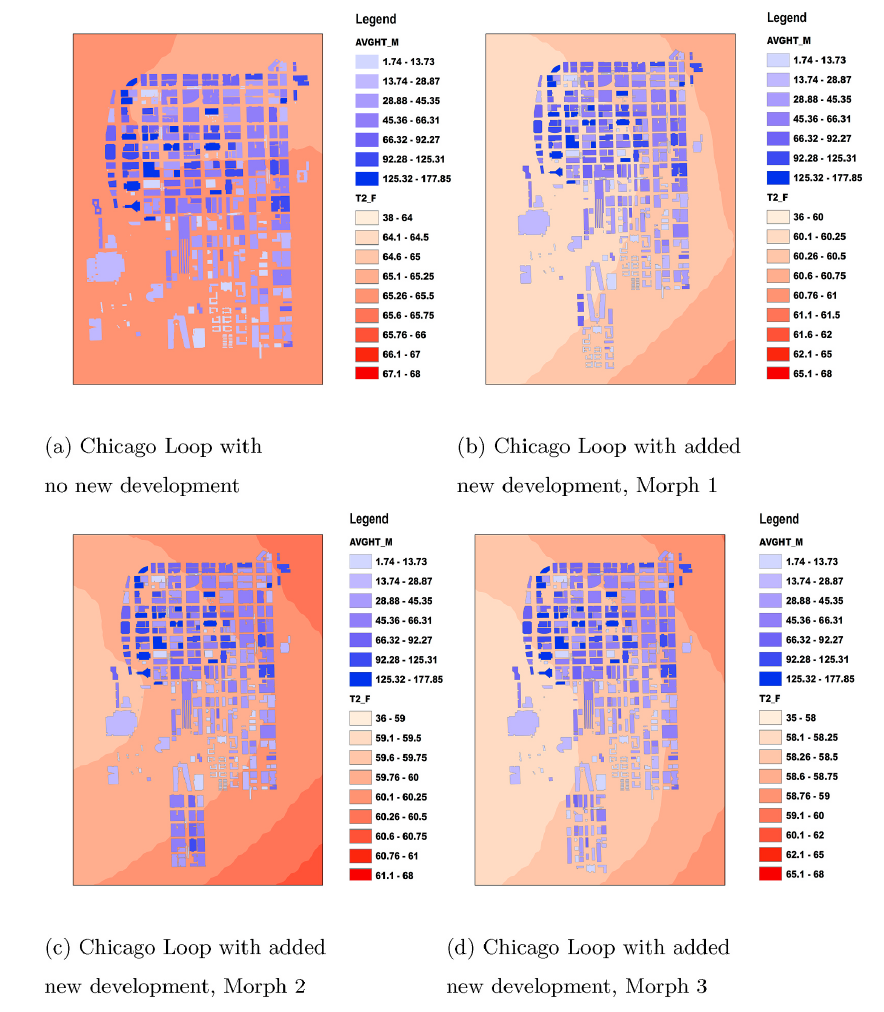 Legend
AVGHT_M
1.74 - 13.73
13.74 - 28.87
28.88 - 45.35
45.36 - 66.31
66.32 - 92.27
92.28 - 125.31
125.32 - 177.85
T2_F
38 - 64
64.1 - 64.5
64.6 - 65
65.1 - 65.25
65.26 - 65.5
65.6 - 65.75
65.76 - 66
66.1 - 67
67.1 - 68
(a) Chicago Loop with
no new development
Legend
AVGHT_M
1.74 - 13.73
13.74 - 28.87
28.88 - 45.35
45.36 - 66.31
66.32 - 92.27
92.28 - 125.31
125.32 - 177.85
T2_F
36 - 60
60.1 - 60.25
60.26 - 60.5
60.6 - 60.75
60.76 - 61
61.1 - 61.5
61.6 - 62
62.1 - 65
65.1 - 68
(b) Chicago Loop with added
new development, Morph 1
Legend
AVGHT_M
1.74 - 13.73
13.74 - 28.87
28.88 - 45.35
45.36 - 66.31
66.32 - 92.27
92.28 - 125.31
125.32 - 177.85
T2_F
36 - 59
59.1 - 59.5
59.6 - 59.75
59.76 - 60
60.1 - 60.25
60.26 - 60.5
60.6 - 60.75
60.76 - 61
61.1 - 68
(c) Chicago Loop with added
new development, Morph 2
Legend
AVGHT_M
1.74 - 13.73
13.74 - 28.87
28.88 - 45.35
45.36 - 66.31
66.32 - 92.27
92.28 - 125.31
125.32 - 177.85
T2_F
35 - 58
58.1 - 58.25
58.26 - 58.5
58.6 - 58.75
58.76 - 59
59.1 - 60
60.1 - 62
62.1 - 65
65.1 - 68
(d) Chicago Loop with added
new development, Morph 3